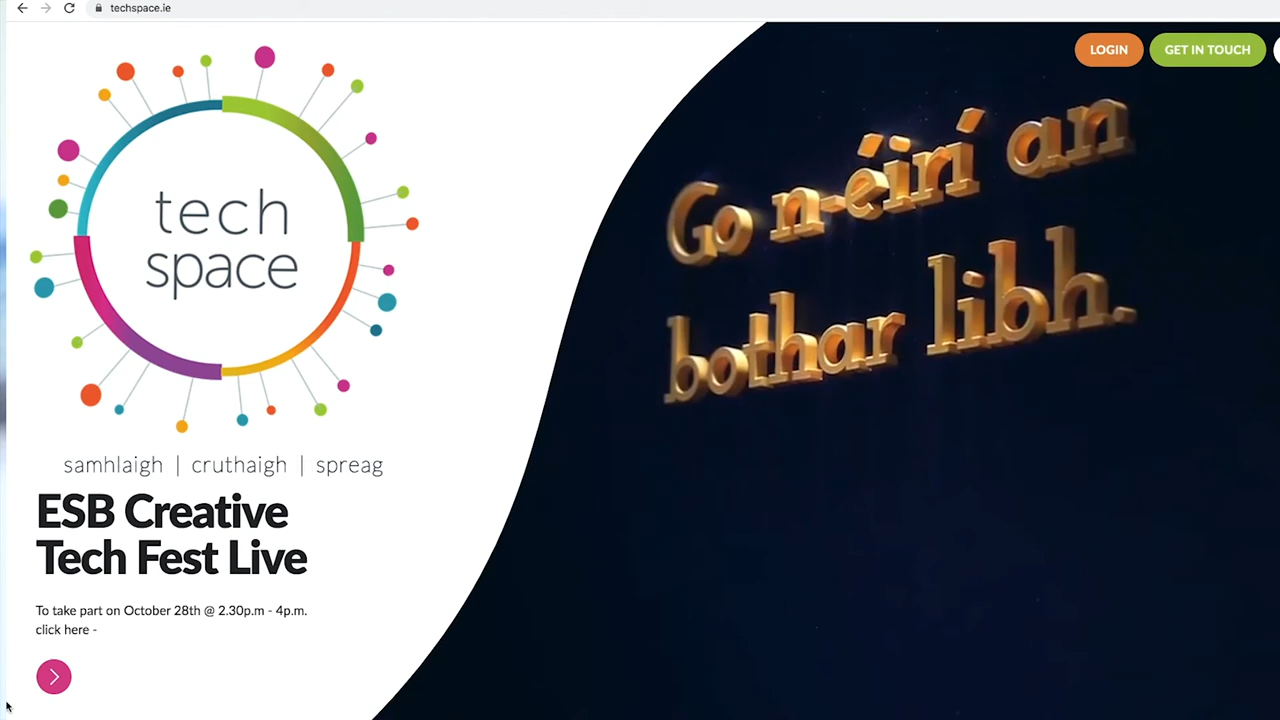 techspace.ie
LOGIN
GET IN TOUCH
tech
space
samhlaigh | cruthaigh | spreag
ESB Creative
Tech Fest Live
To take part on October 28th @ 2.30p.m - 4p.m.
click here -
Go n-éirí an
bothar libh.